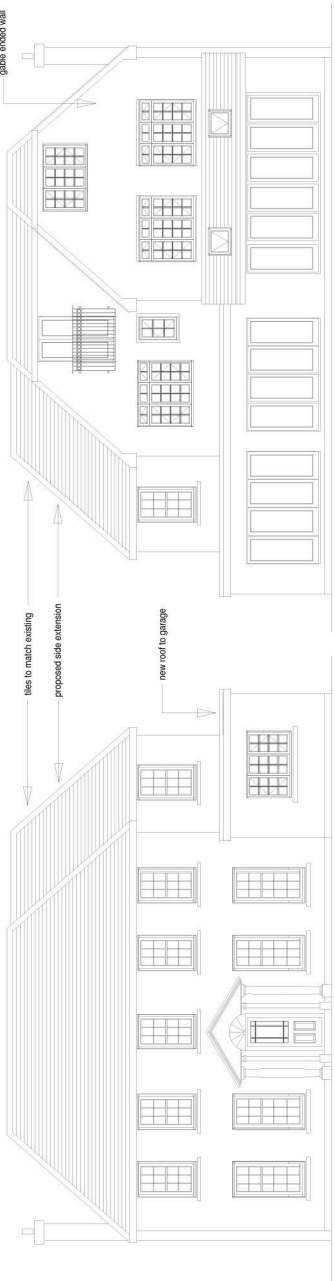 tiles to match existing
proposed side extension
new roof to garage
gable ended wall